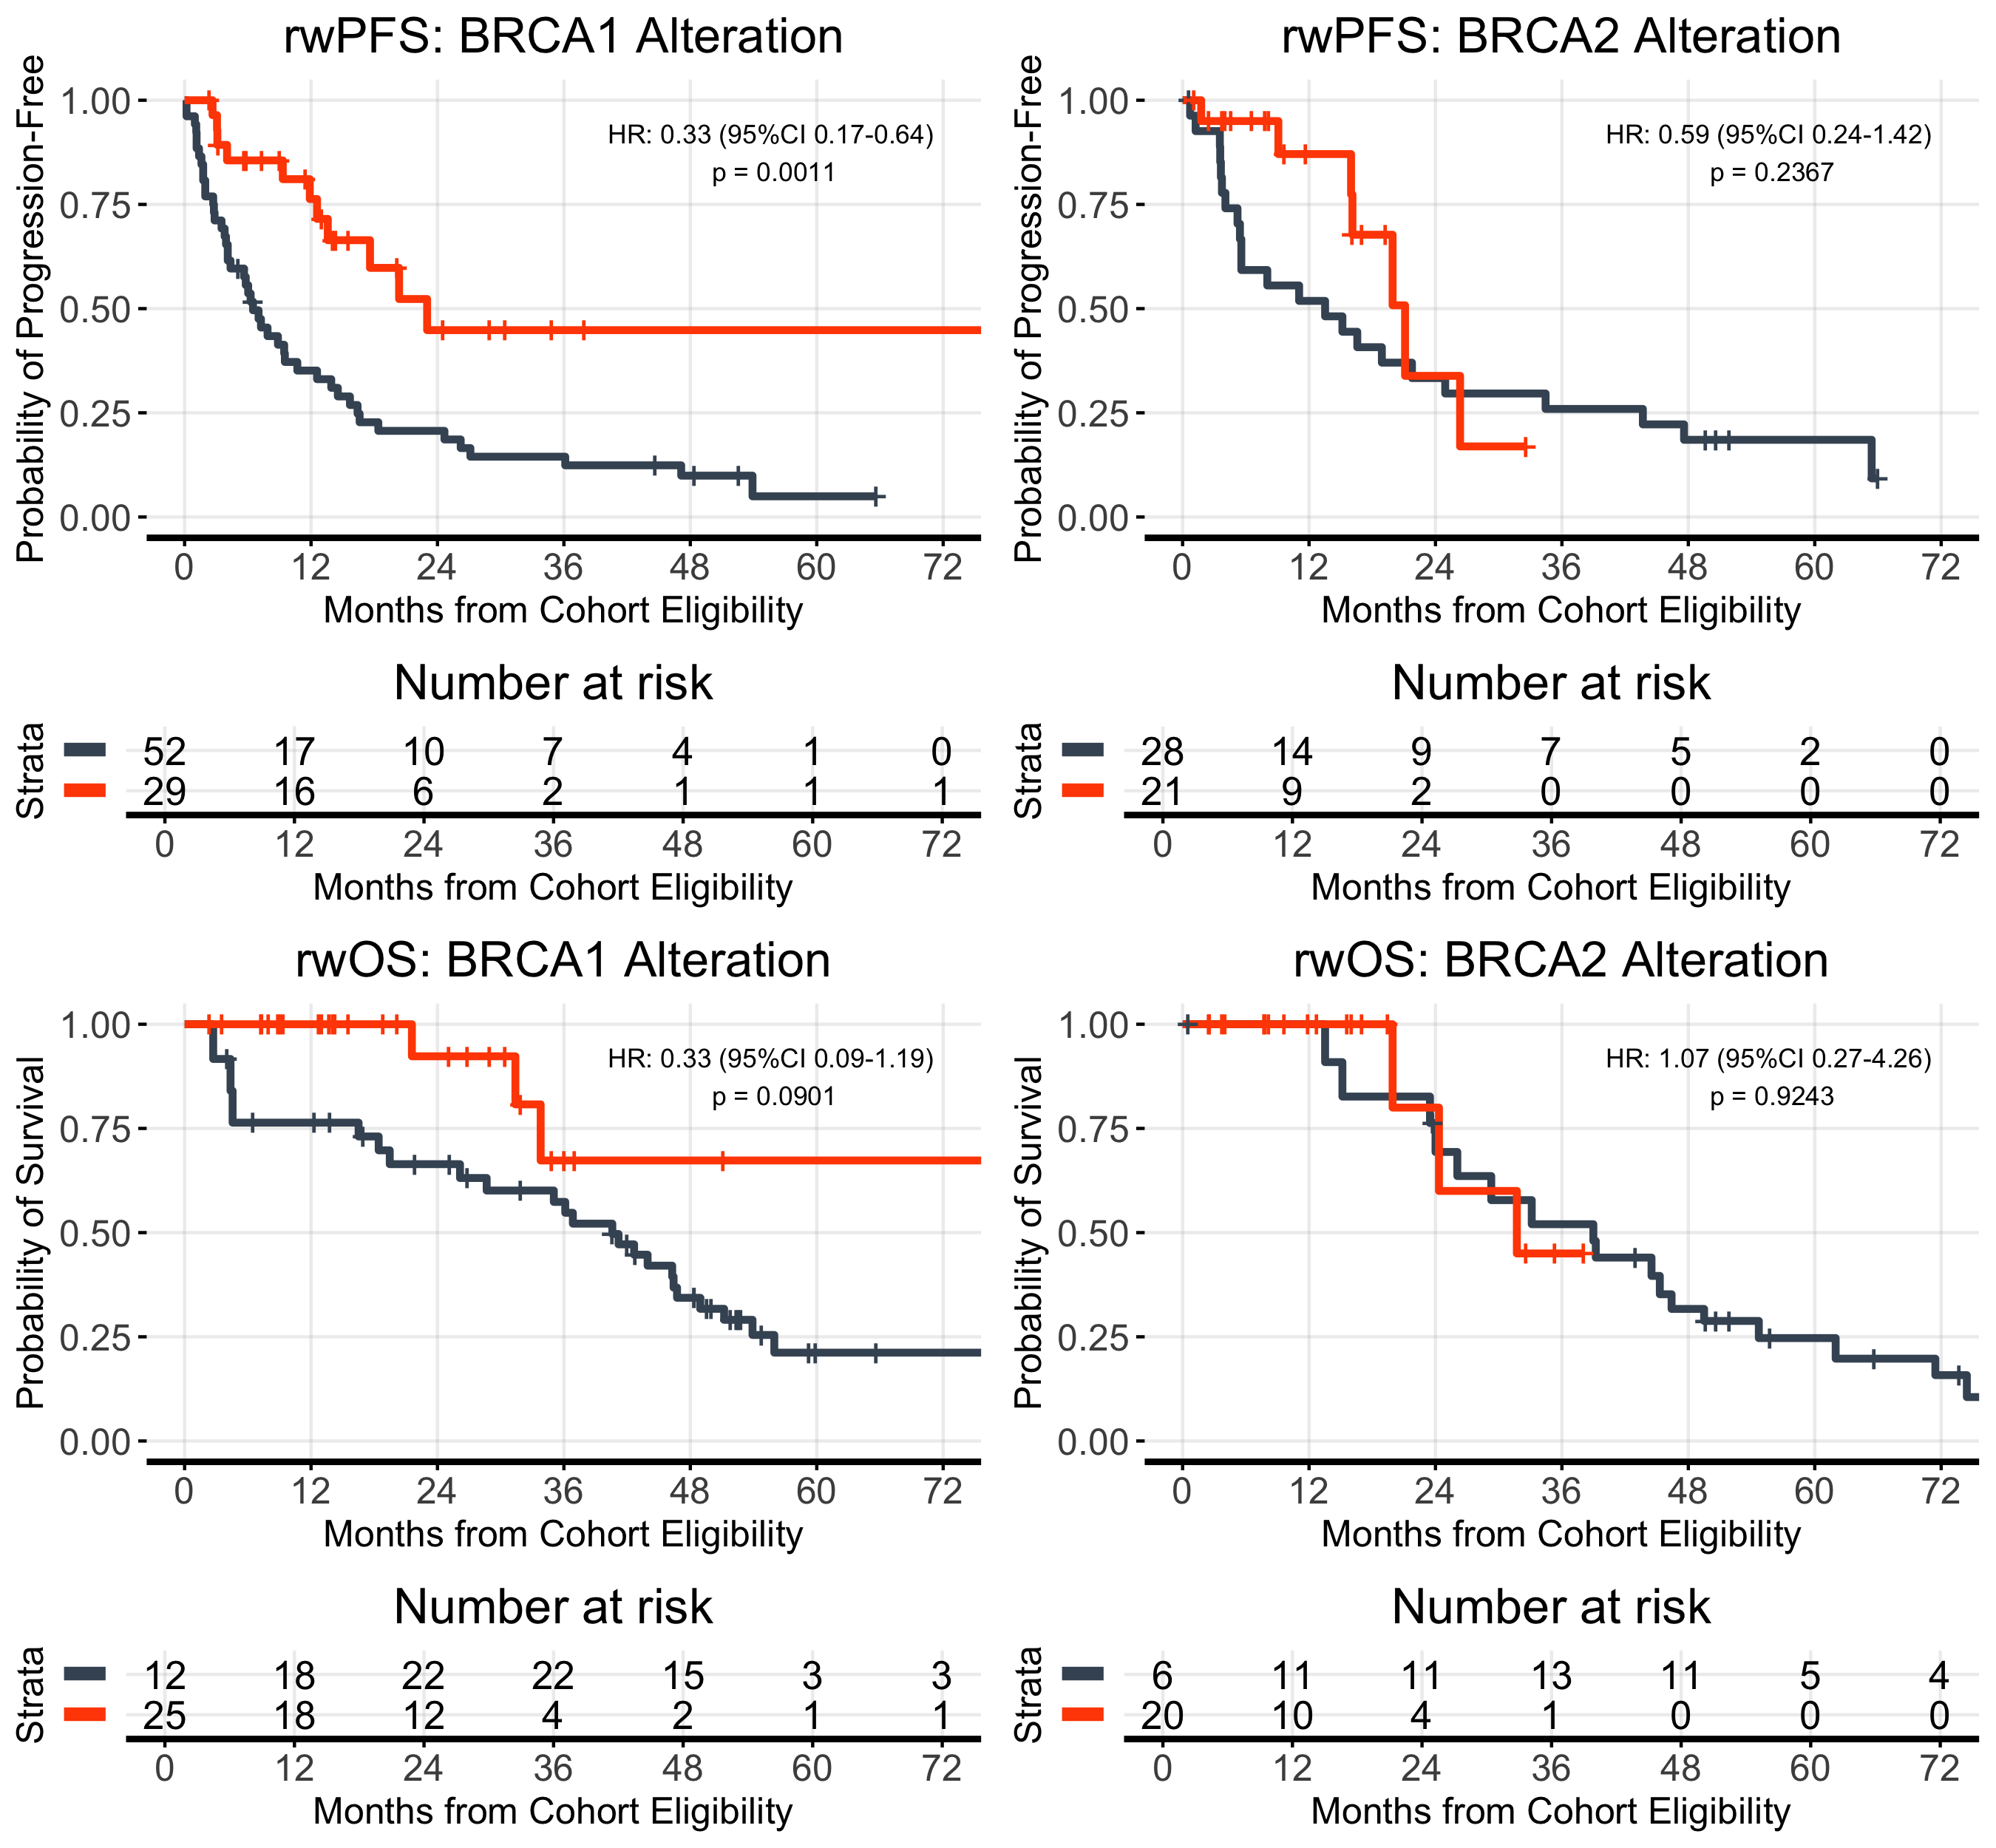 rwPFS: BRCA1 Alteration
Probability of Progression-Free
1.00
0.75
0.50
0.25
0.00
HR: 0.33 (95%CI 0.17-0.64)
p = 0.0011
0 12 24 36 48 60 72
Months from Cohort Eligibility
Number at risk
Strata
52 17 10 7 4 1 0
29 16 6 2 1 1 1
0 12 24 36 48 60 72
Months from Cohort Eligibility
rwPFS: BRCA2 Alteration
Probability of Progression-Free
1.00
0.75
0.50
0.25
0.00
HR: 0.59 (95%CI 0.24-1.42)
p = 0.2367
0 12 24 36 48 60 72
Months from Cohort Eligibility
Number at risk
Strata
28 14 9 7 5 2 0
21 9 2 0 0 0 0
0 12 24 36 48 60 72
Months from Cohort Eligibility
rwOS: BRCA1 Alteration
Probability of Survival
1.00
0.75
0.50
0.25
0.00
HR: 0.33 (95%CI 0.09-1.19)
p = 0.0901
0 12 24 36 48 60 72
Months from Cohort Eligibility
Number at risk
Strata
12 18 22 22 15 3 3
25 18 12 4 2 1 1
0 12 24 36 48 60 72
Months from Cohort Eligibility
rwOS: BRCA2 Alteration
Probability of Survival
1.00
0.75
0.50
0.25
0.00
HR: 1.07 (95%CI 0.27-4.26)
p = 0.9243
0 12 24 36 48 60 72
Months from Cohort Eligibility
Number at risk
Strata
6 11 11 13 11 5 4
20 10 4 1 0 0 0
0 12 24 36 48 60 72
Months from Cohort Eligibility